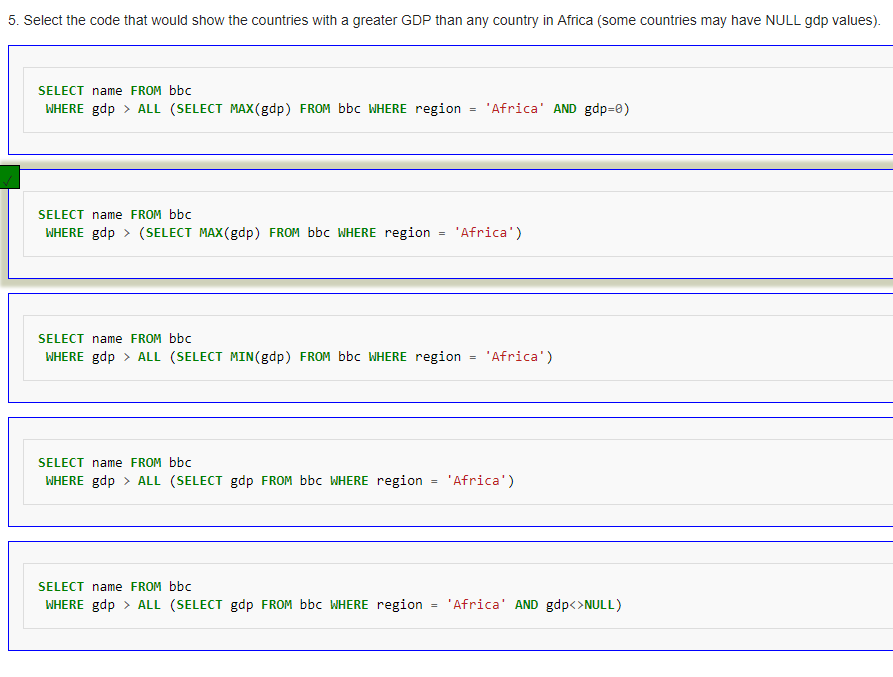 5. Select the code that would show the countries with a greater GDP than any country in Africa (some countries may have NULL gdp values).
SELECT name FROM bbc
WHERE gdp > ALL (SELECT MAX(gdp) FROM bbc WHERE region = 'Africa' AND gdp=0)
SELECT name FROM bbc
WHERE gdp > (SELECT MAX(gdp) FROM bbc WHERE region = 'Africa')
SELECT name FROM bbc
WHERE gdp > ALL (SELECT MIN(gdp) FROM bbc WHERE region = 'Africa')
SELECT name FROM bbc
WHERE gdp > ALL (SELECT gdp FROM bbc WHERE region = 'Africa')
SELECT name FROM bbc
WHERE gdp > ALL (SELECT gdp FROM bbc WHERE region = 'Africa' AND gdp<>NULL)